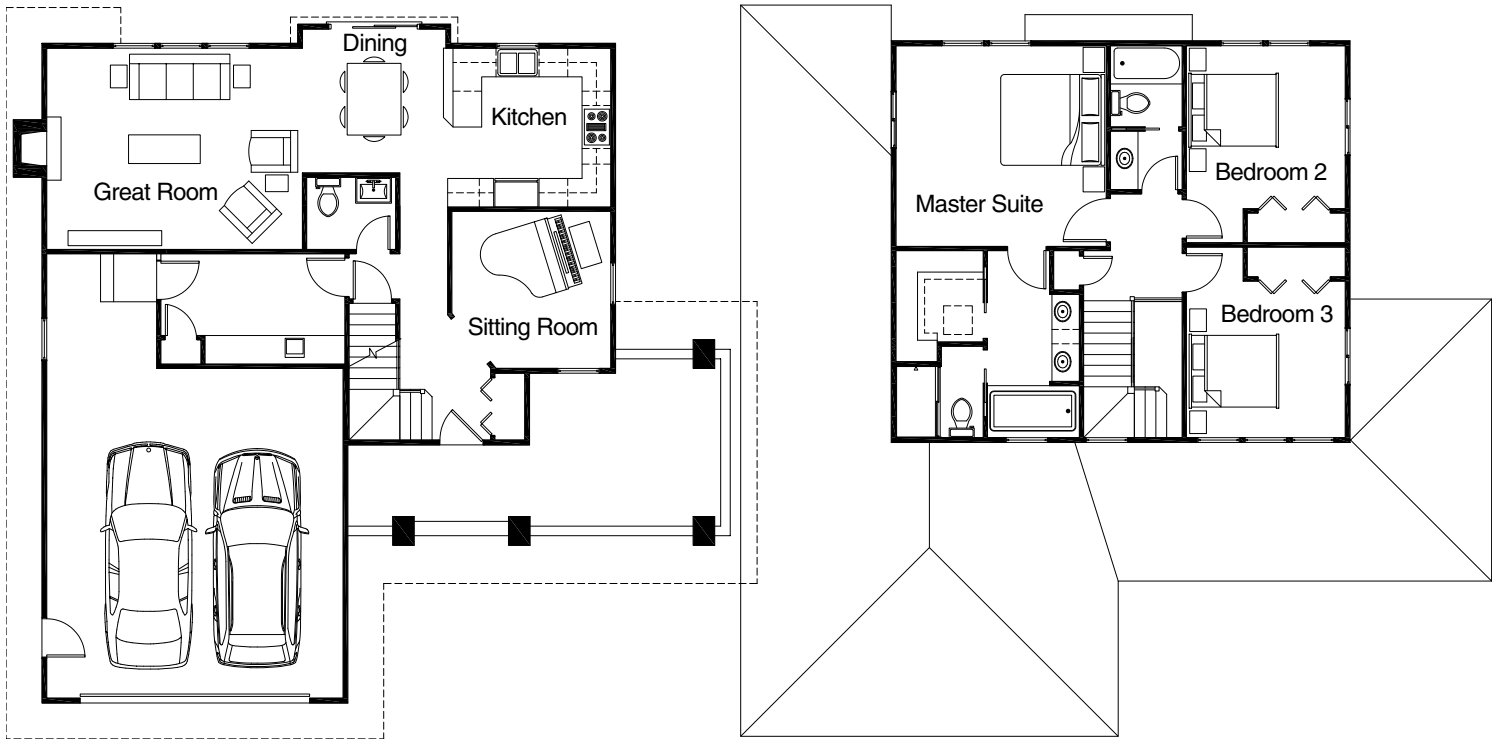 Dining
Kitchen
Great Room
Sitting Room
Bedroom 2
Master Suite
Bedroom 3